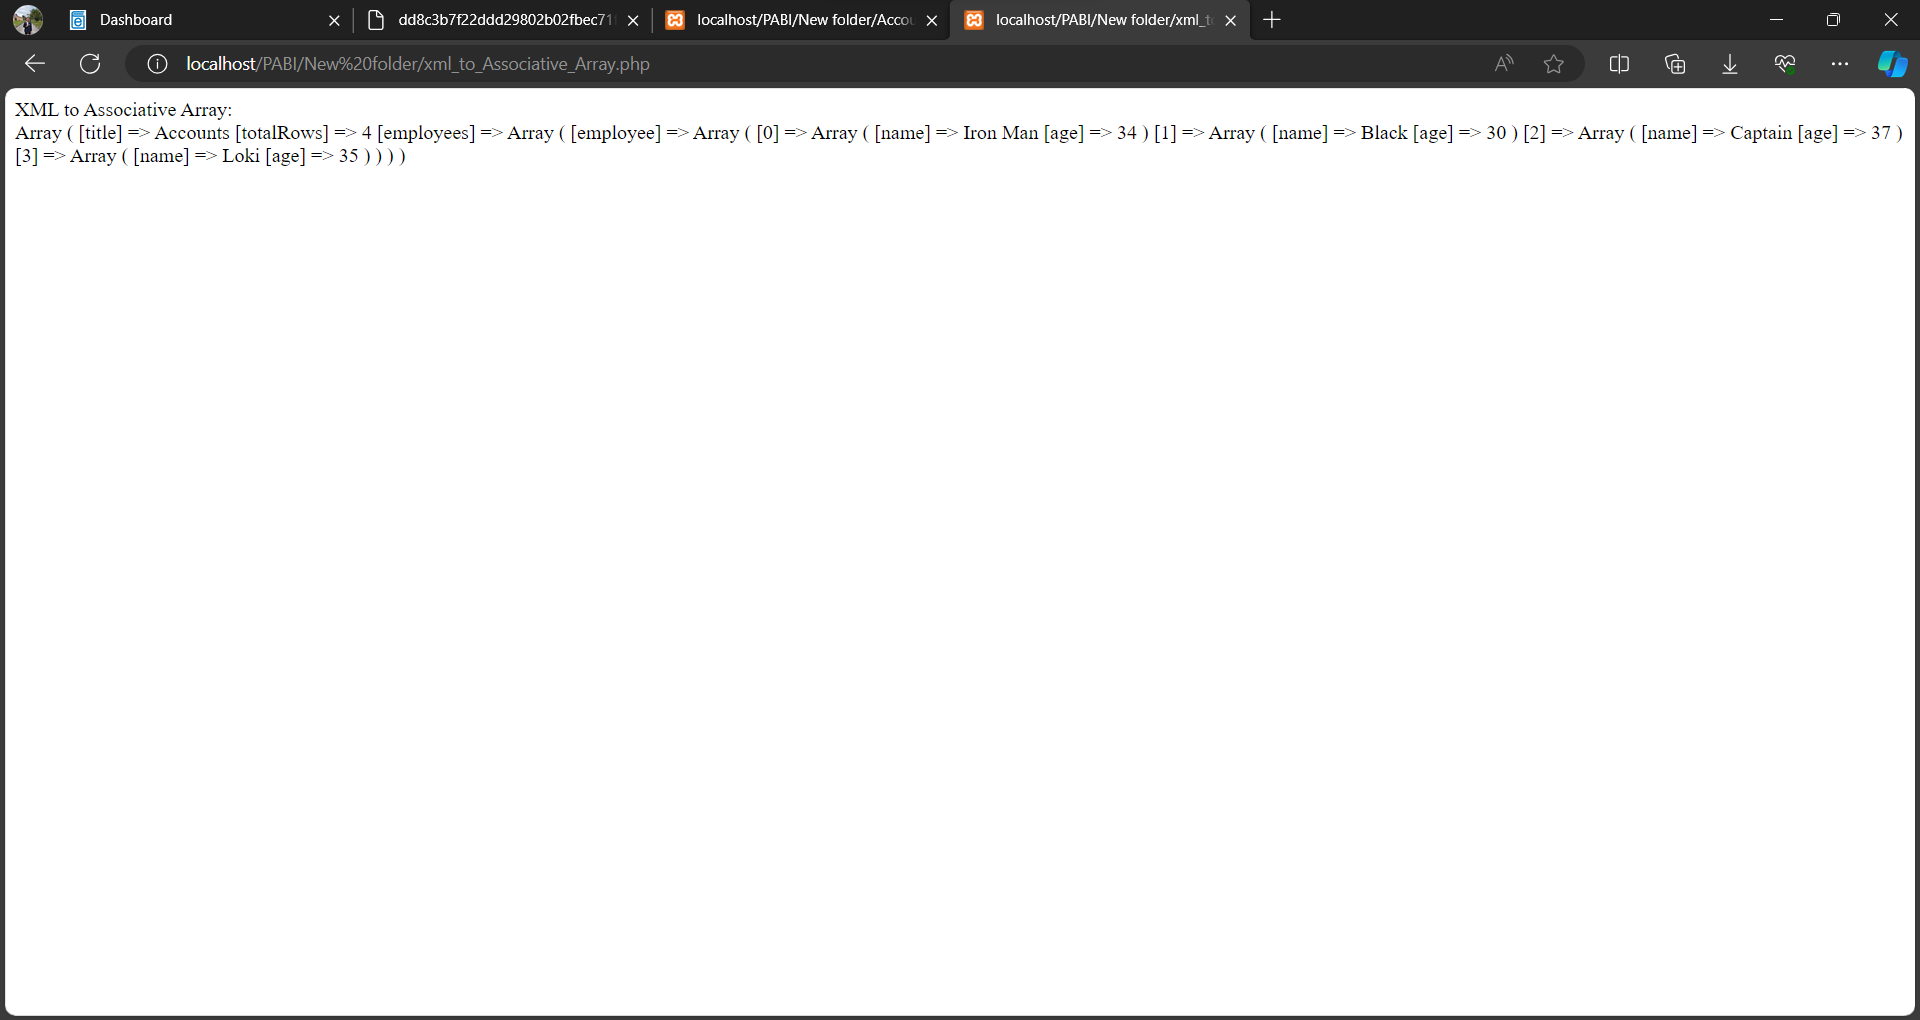 Dashboard
dd8c3b7f22ddd29802b02fbec71
localhost/PABI/New folder/Accou
localhost/PABI/New folder/xml_t
localhost/PABI/New%20folder/xml_to_Associative_Array.php
XML to Associative Array:
Array ( [title] => Accounts [totalRows] => 4 [employees] => Array ( [employee] => Array ( [0] => Array ( [name] => Iron Man [age] => 34 ) [1] => Array ( [name] => Black [age] => 30 ) [2] => Array ( [name] => Captain [age] => 37 )
[3] => Array ( [name] => Loki [age] => 35 ) ) ) )